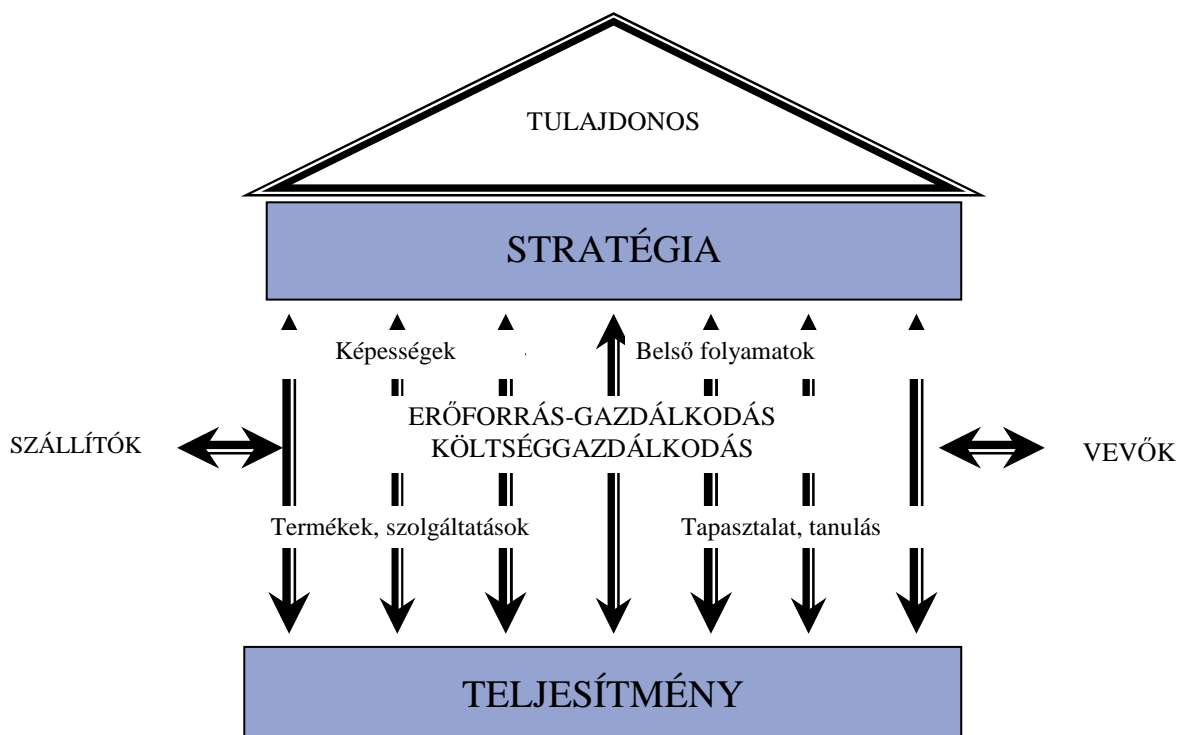 TULAJDONOS
STRATÉGIA
Képességek
Belső folyamatok
ERŐFORRÁS-GAZDÁLKODÁS
KÖLTSÉGGAZDÁLKODÁS
SZÁLLÍTÓK
VEVŐK
Termékek, szolgáltatások
Tapasztalat, tanulás
TELJESÍTMÉNY